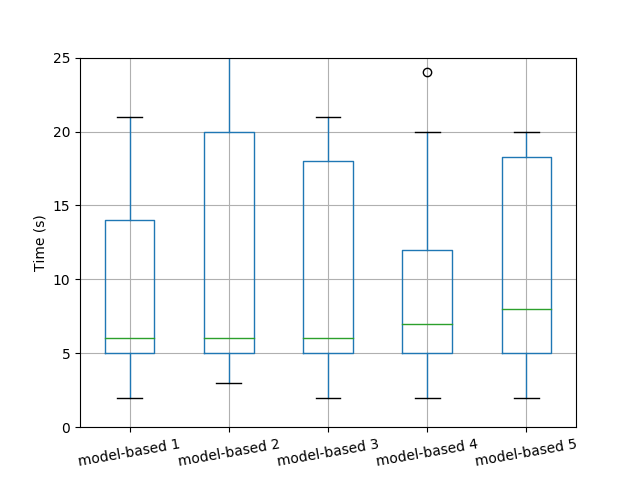 25
20
15
10
5
0
Time (s)
model-based 1
model-based 2
model-based 3
model-based 4
model-based 5